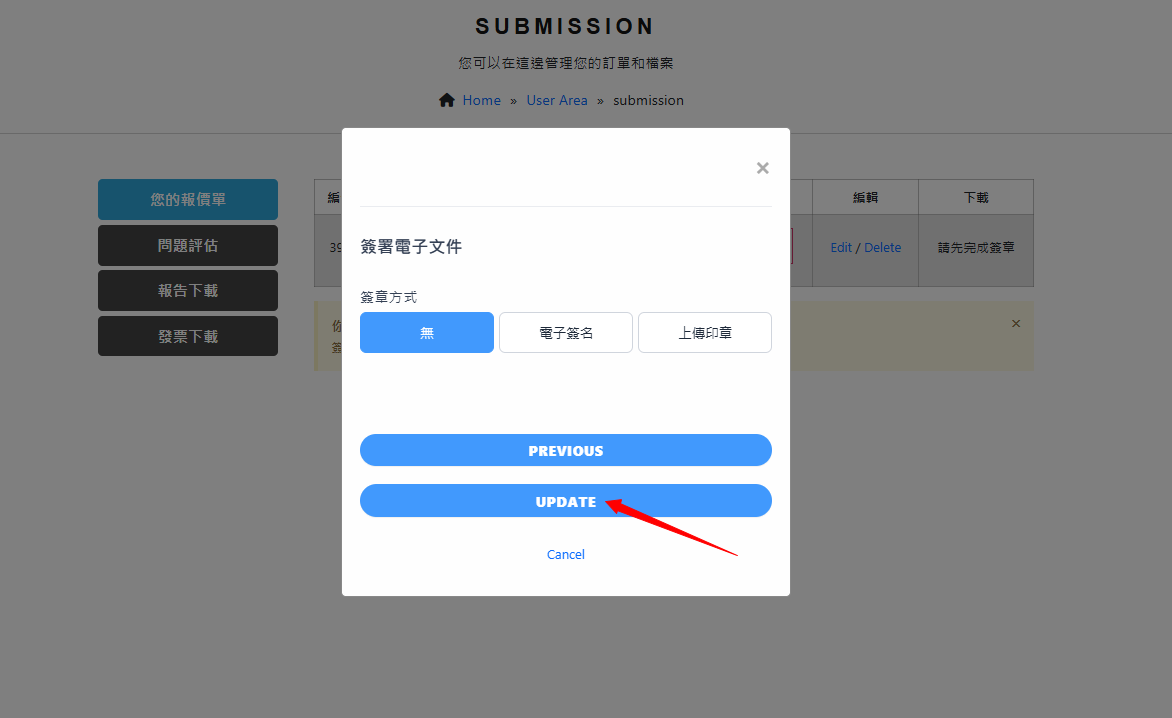 SUBMISSION
您可以在這邊管理您的訂單和檔案
Home » User Area » submission
×
您的報價單
問題評估
報告下載
發票下載
編 編輯 下載
39 Edit / Delete 請先完成簽章
×
簽署電子文件
簽章方式
無 電子簽名 上傳印章
PREVIOUS
UPDATE
Cancel